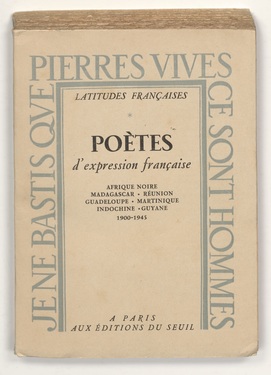 JE NE BASTIS QVE
PIERRES VIVES
CE SONT HOMMES
LATITUDES FRANÇAISES
POÈTES
d'expression française
AFRIQUE NOIRE
MADAGASCAR • RÉUNION
GUADELOUPE • MARTINIQUE
INDOCHINE • GUYANE
1900-1945
A PARIS
AUX ÉDITIONS DU SEUIL